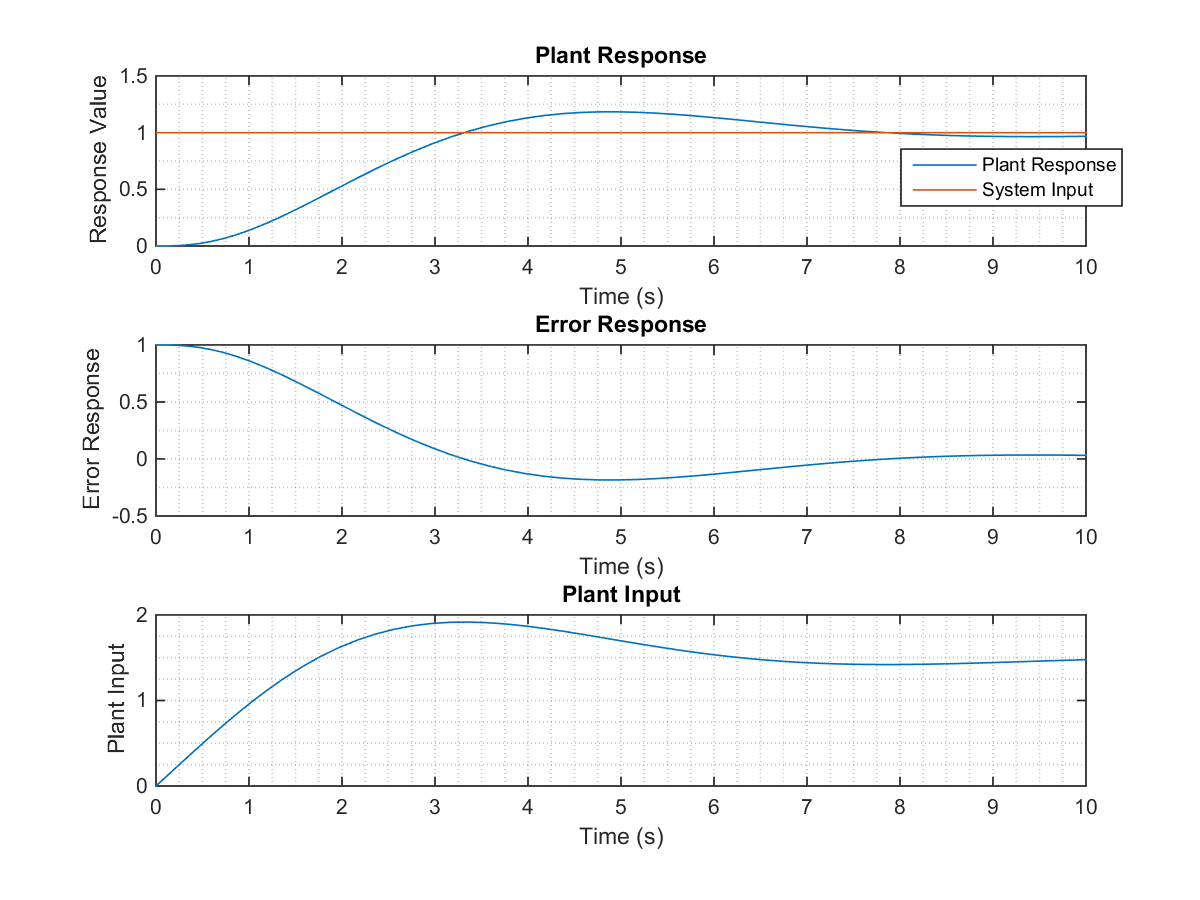 Plant Response
Response Value
1.5
1
0.5
0
Plant Response
System Input
0 1 2 3 4 5 6 7 8 9 10
Time (s)
Error Response
Error Response
1
0.5
0
-0.5
0 1 2 3 4 5 6 7 8 9 10
Time (s)
Plant Input
Plant Input
2
1
0
0 1 2 3 4 5 6 7 8 9 10
Time (s)